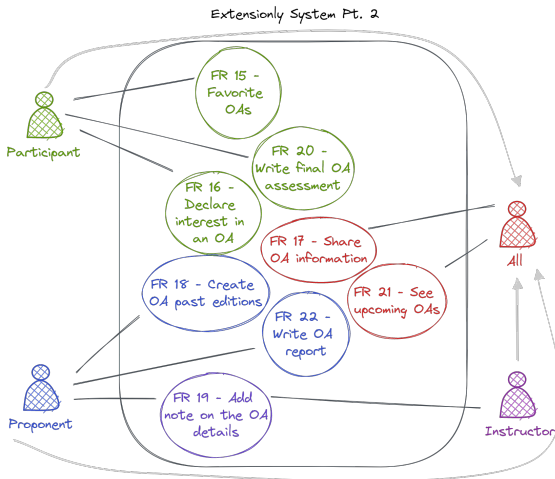 Extensionly System Pt. 2
FR 15 -
Favorite
OAs
Participant
FR 20 -
Write final OA
assessment
FR 16 -
Declare
interest in
an OA
FR 17 - Share
OA information
All
FR 18 - Create
OA past editions
FR 21 - See
upcoming OAs
FR 22 -
Write OA
report
Proponent
FR 19 - Add
note on the OA
details
Instructor